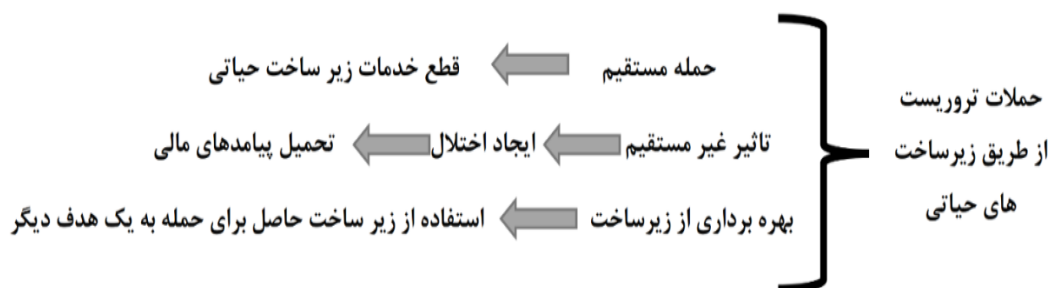 حملات تروریست
از طریق زیرساخت
های حیاتی
حمله مستقیم قطع خدمات زیر ساخت حیاتی
تاثیر غیر مستقیم ایجاد اختلال تحمیل پیامدهای مالی
بهره برداری از زیرساخت استفاده از زیر ساخت حاصل برای حمله به یک هدف دیگر